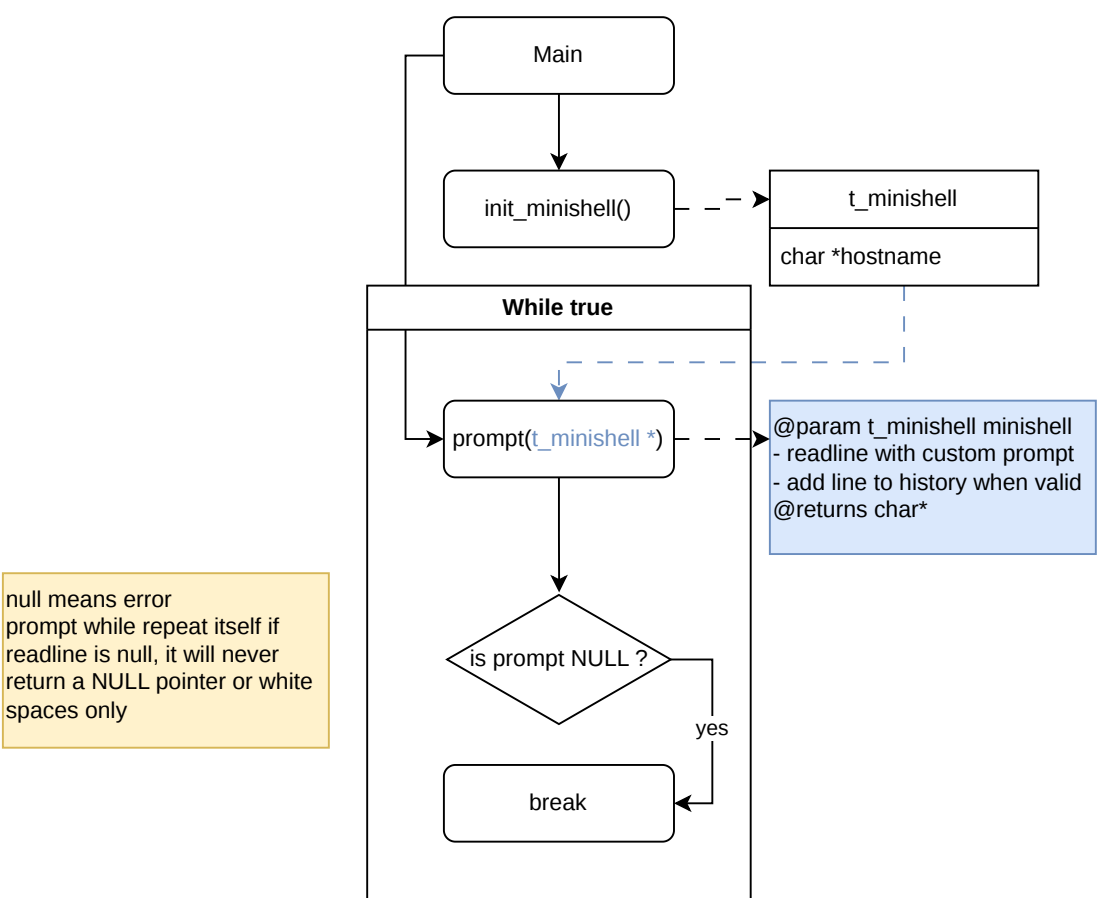 Main
init_minishell()
t_minishell
char *hostname
While true
prompt(t_minishell *)
@param t_minishell minishell
- readline with custom prompt
- add line to history when valid
@returns char*
null means error
prompt while repeat itself if
readline is null, it will never
return a NULL pointer or white
spaces only
is prompt NULL ?
yes
break